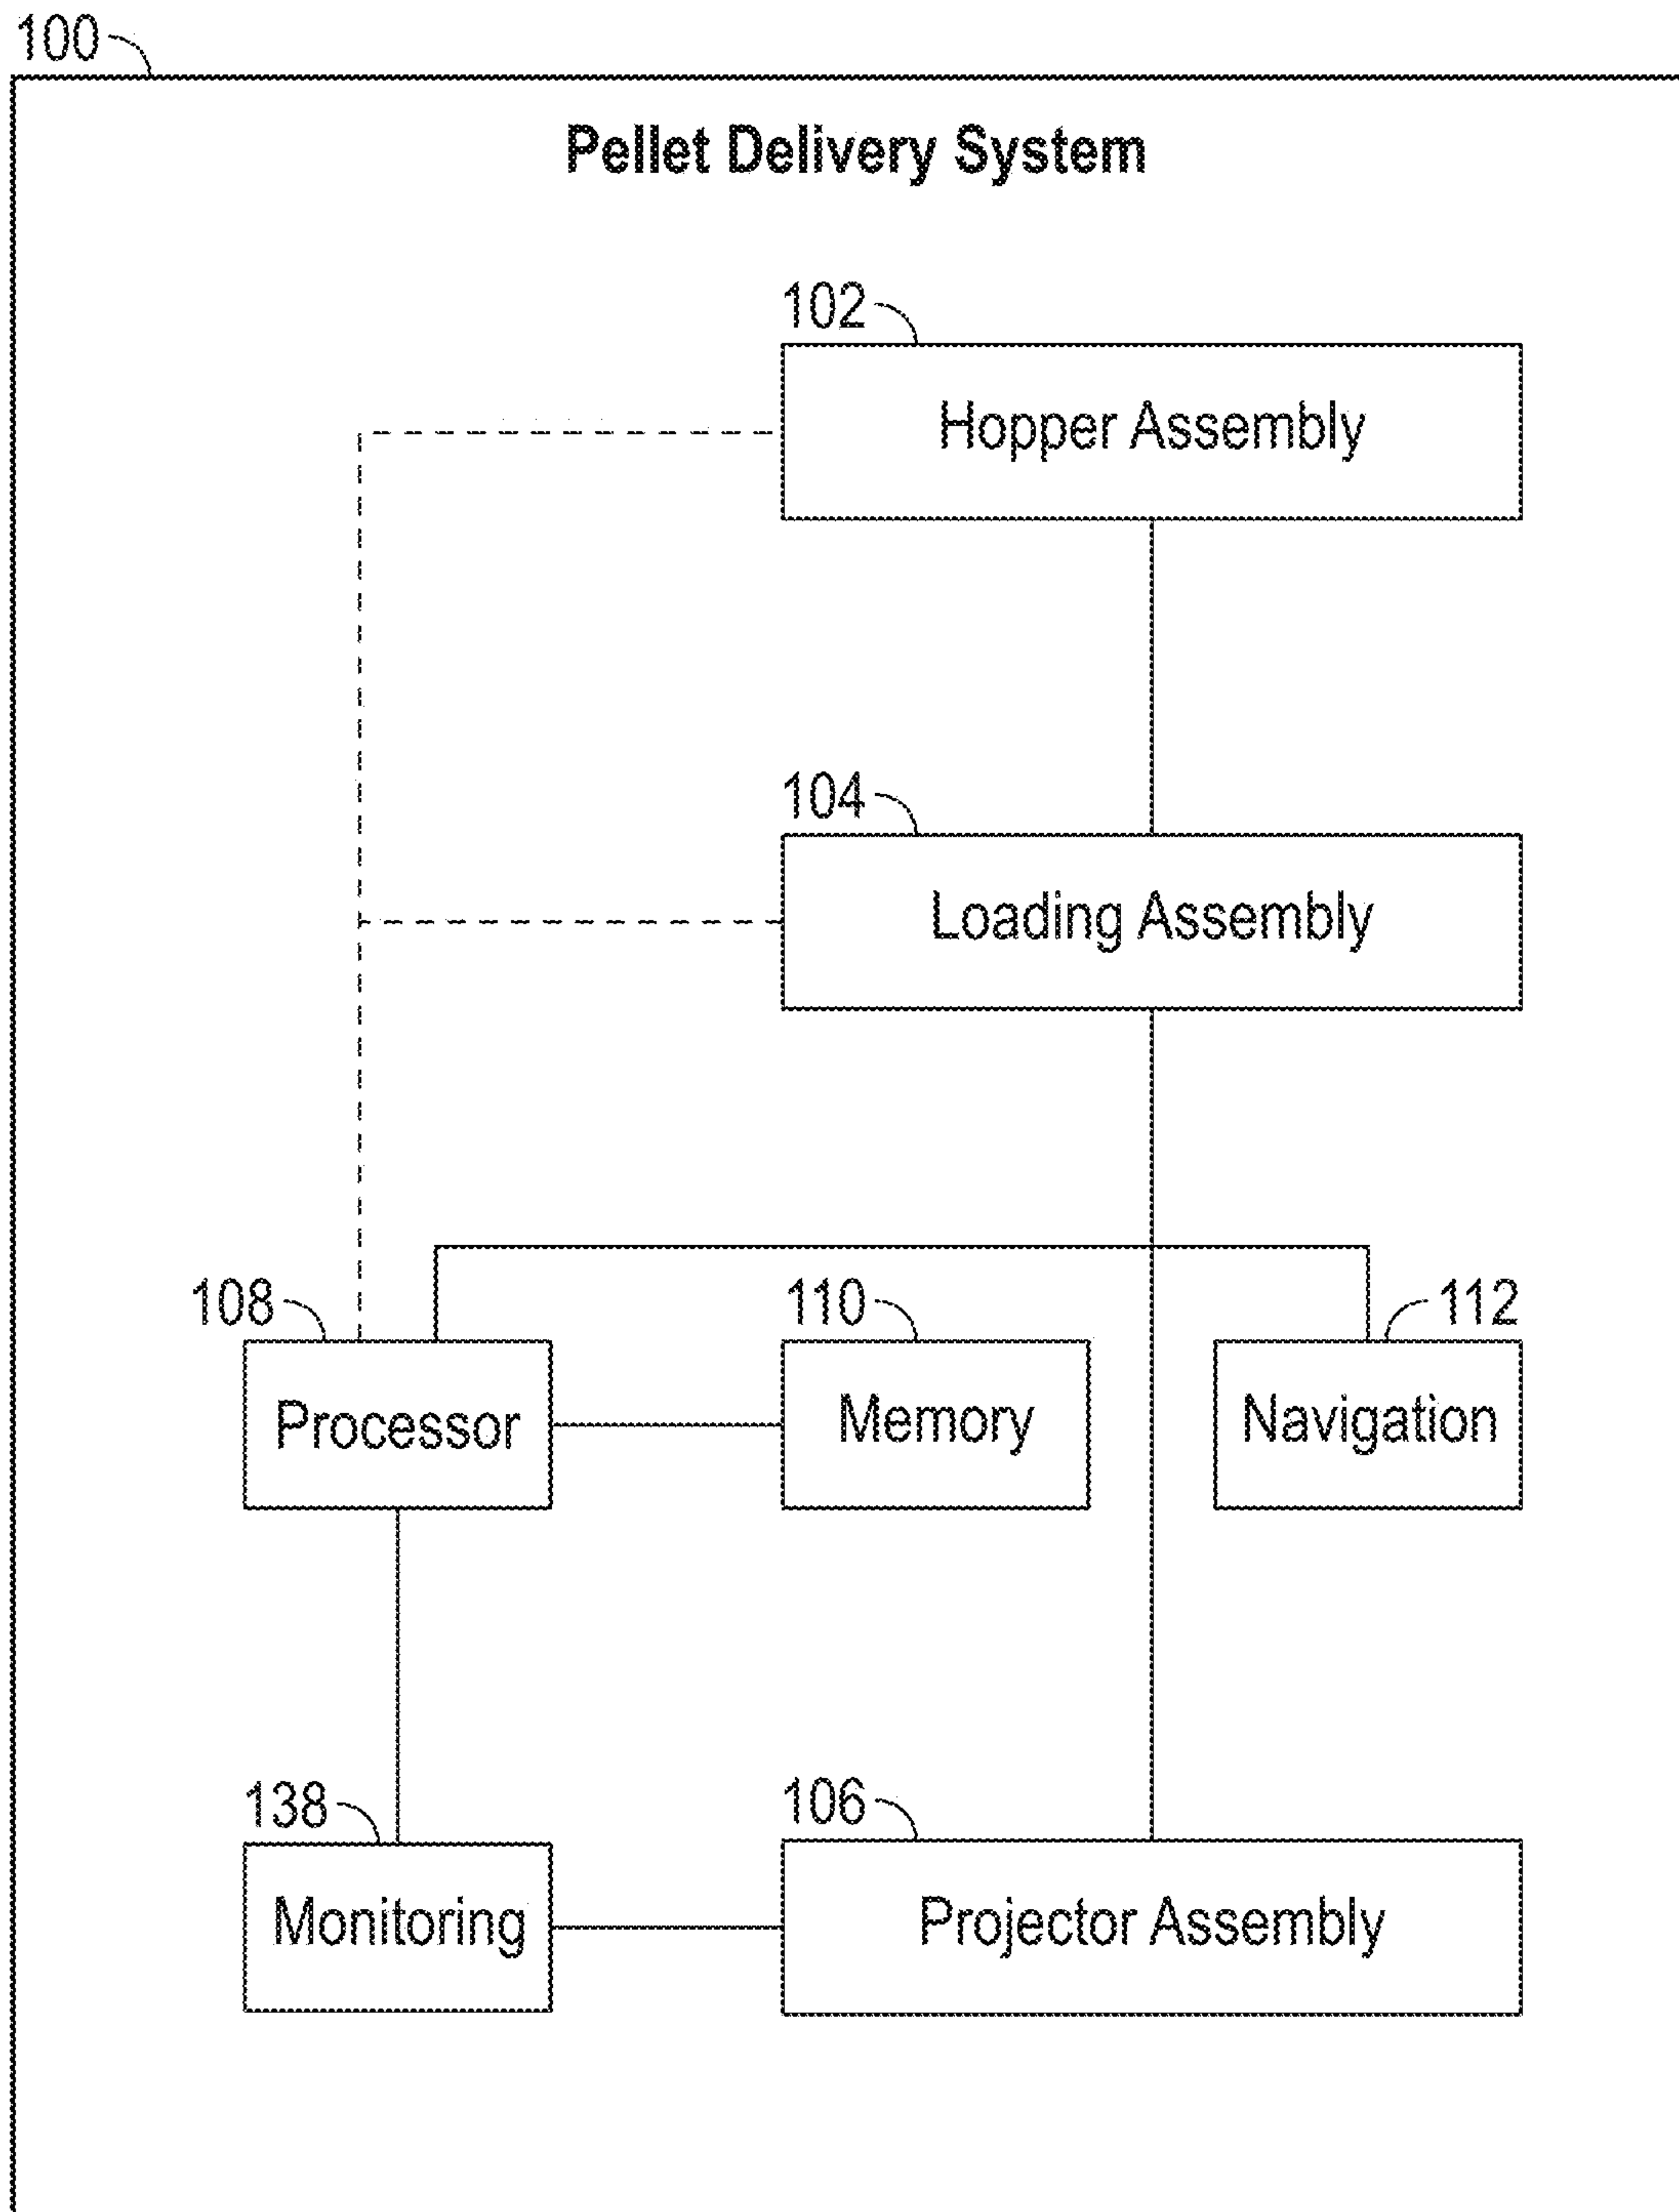 100
Pellet Delivery System
102
Hopper Assembly
104
Loading Assembly
108
110
112
Processor
Memory
Navigation
138
106
Monitoring
Projector Assembly